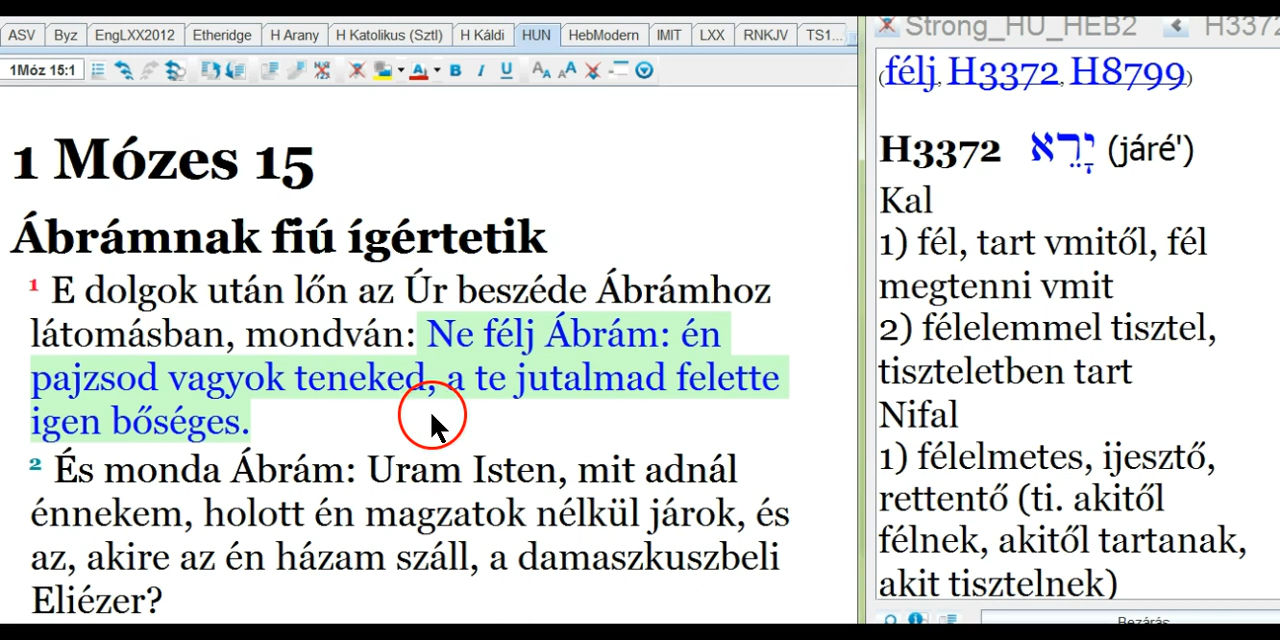 ASV Byz EngLXX2012 Etheridge H Arany H Katolikus (Sztl) H Káldi HUN HebModern IMIT LXX RNKJV TS1...
1Móz 15:1
1 Mózes 15
Ábrámnak fiú ígértetik
1 E dolgok után lőn az Úr beszéde Ábrámhoz
látomásban, mondván: Ne félj Ábrám: én
pajzsod vagyok teneked, a te jutalmad felette
igen bőséges.
2 És monda Ábrám: Uram Isten, mit adnál
énnekem, holott én magzatok nélkül járok, és
az, akire az én házam száll, a damaszkuszbeli
Eliézer?
Strong_HU_HEB2 H3372
(félj, H3372, H8799)
H3372 יָרֵא (járé')
Kal
1) fél, tart vmitől, fél
megtenni vmit
2) félelemmel tisztel,
tiszteletben tart
Nifal
1) félelmetes, ijesztő,
rettentő (ti. akitől
félnek, akitől tartanak,
akit tisztelnek)
Bezárás